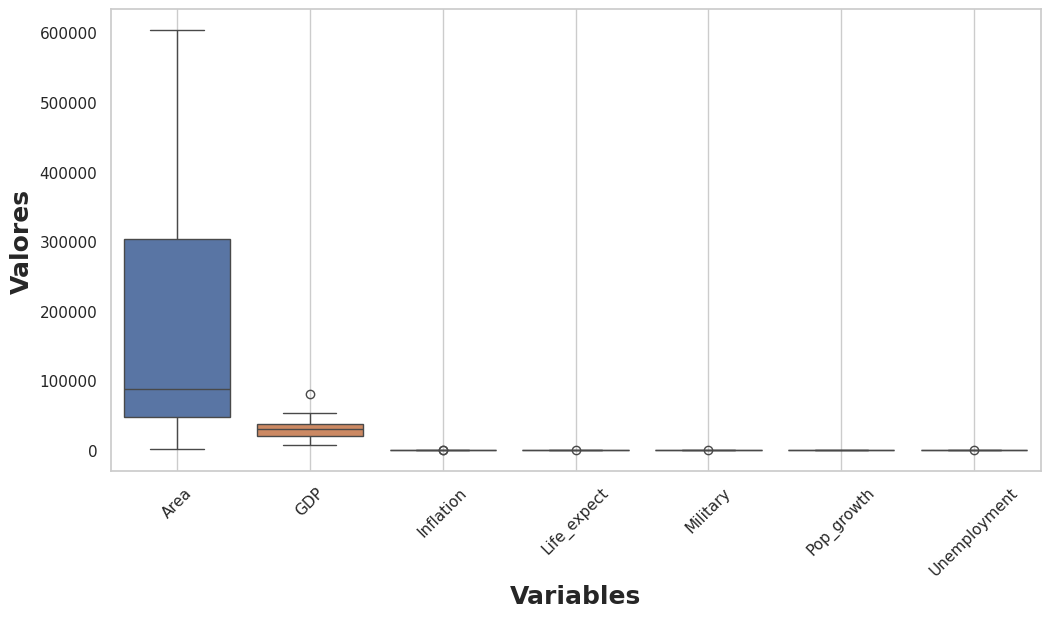 Valores
600000
500000
400000
300000
200000
100000
0
Area
GDP
Inflation
Life_expect
Military
Pop_growth
Unemployment
Variables